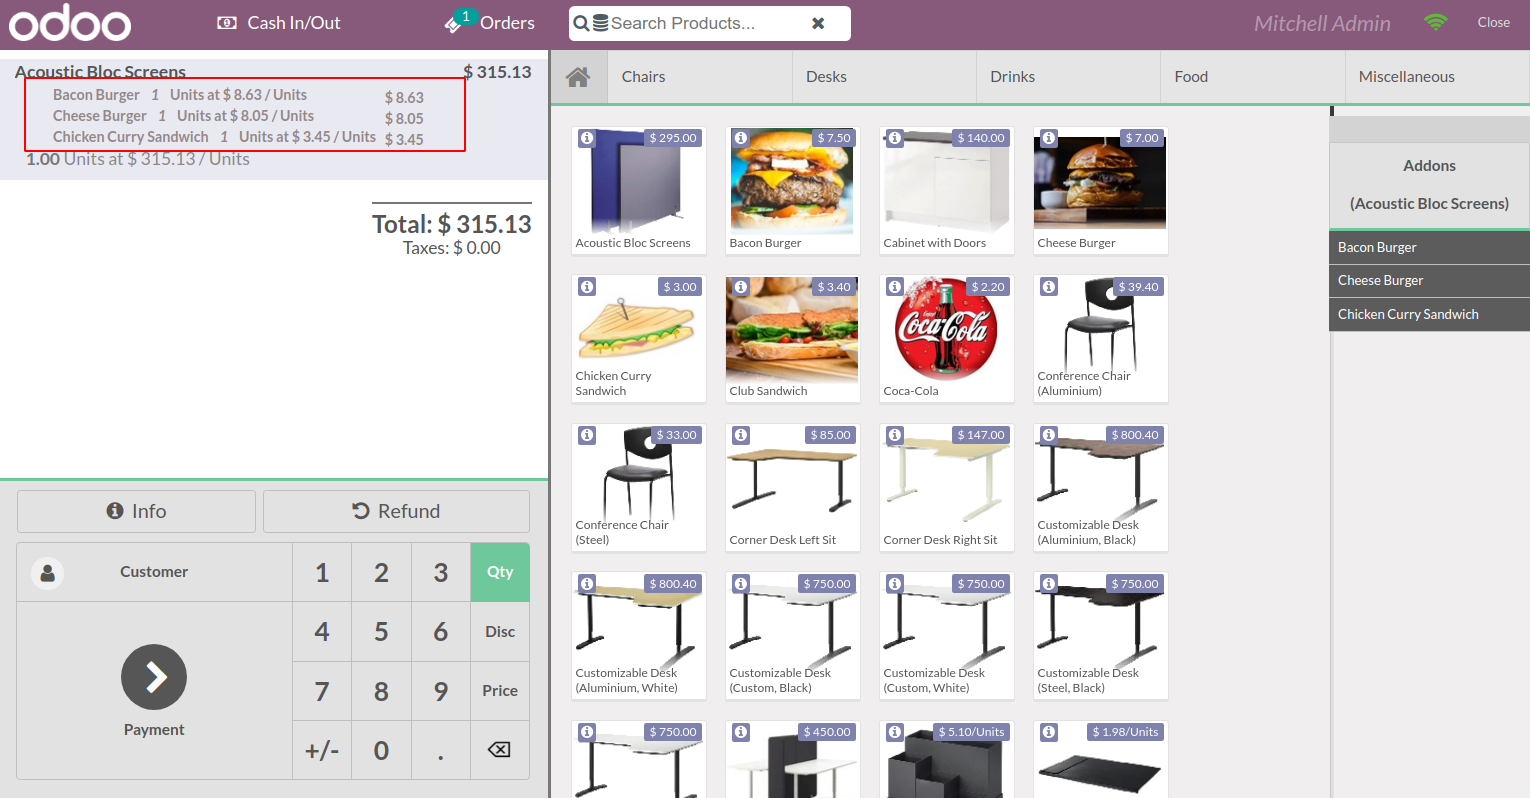 odoo
Cash In/Out
1
Orders
Search Products...
Mitchell Admin
Close
Acoustic Bloc Screens $ 315.13
Bacon Burger 1 Units at $ 8.63 / Units $ 8.63
Cheese Burger 1 Units at $ 8.05 / Units $ 8.05
Chicken Curry Sandwich 1 Units at $ 3.45 / Units $ 3.45
1.00 Units at $ 315.13 / Units
Total: $ 315.13
Taxes: $ 0.00
Info
Refund
Customer
1 2 3 Qty
4 5 6 Disc
7 8 9 Price
+/- 0 .
Payment
Chairs Desks Drinks Food Miscellaneous
$ 295.00
Acoustic Bloc Screens
$ 7.50
Bacon Burger
$ 140.00
Cabinet with Doors
$ 7.00
Cheese Burger
$ 3.00
Chicken Curry
Sandwich
$ 3.40
Club Sandwich
$ 2.20
Enjoy
Coca-Cola
Coca-Cola
$ 39.40
Conference Chair
(Aluminium)
$ 33.00
Conference Chair
(Steel)
$ 85.00
Corner Desk Left Sit
$ 147.00
Corner Desk Right Sit
$ 800.40
Customizable Desk
(Aluminium, Black)
$ 800.40
Customizable Desk
(Aluminium, White)
$ 750.00
Customizable Desk
(Custom, Black)
$ 750.00
Customizable Desk
(Custom, White)
$ 750.00
Customizable Desk
(Steel, Black)
$ 750.00
$ 450.00
$ 5.10/Units
$ 1.98/Units
Addons
(Acoustic Bloc Screens)
Bacon Burger
Cheese Burger
Chicken Curry Sandwich